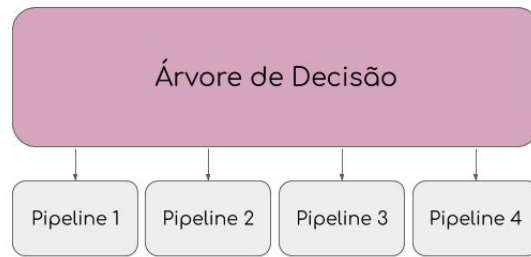 Árvore de Decisão
Pipeline 1
Pipeline 2
Pipeline 3
Pipeline 4